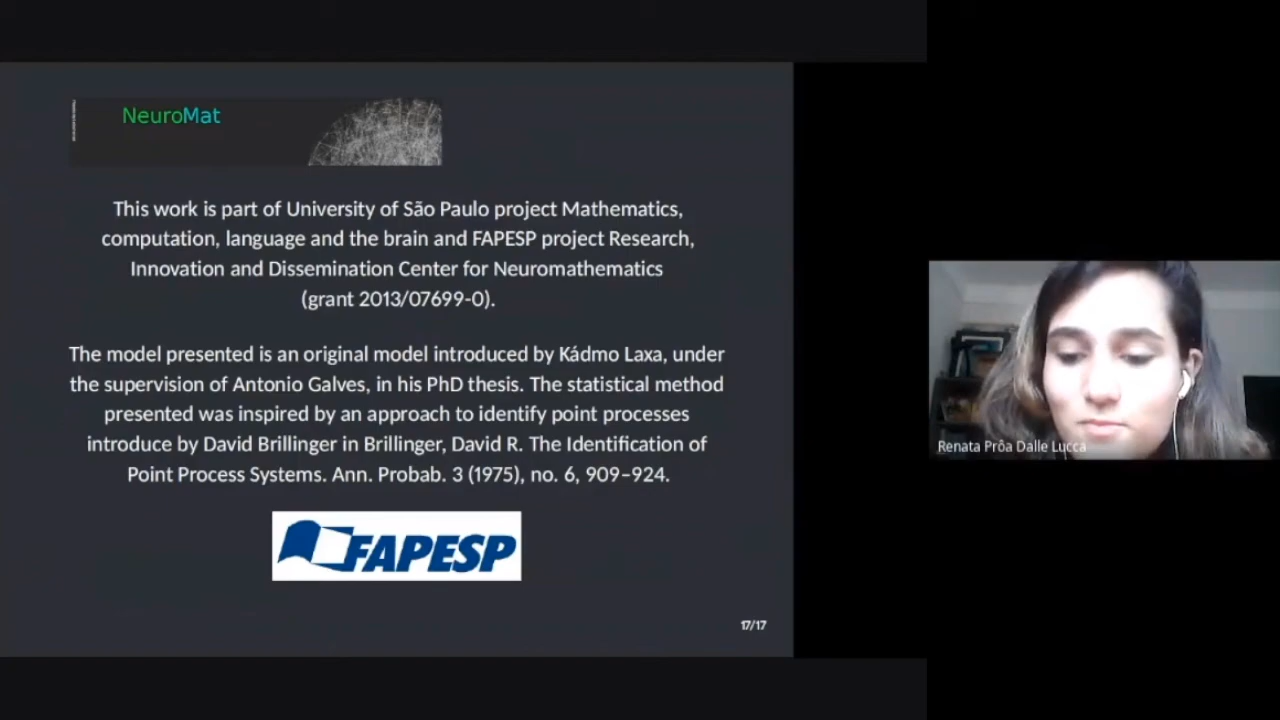 NeuroMat
This work is part of University of São Paulo project Mathematics,
computation, language and the brain and FAPESP project Research,
Innovation and Dissemination Center for Neuromathematics
(grant 2013/07699-0).
The model presented is an original model introduced by Kádmo Laxa, under
the supervision of Antonio Galves, in his PhD thesis. The statistical method
presented was inspired by an approach to identify point processes
introduce by David Brillinger in Brillinger, David R. The Identification of
Point Process Systems. Ann. Probab. 3 (1975), no. 6, 909–924.
FAPESP
17/17
Renata Prôa Dalle Lucca